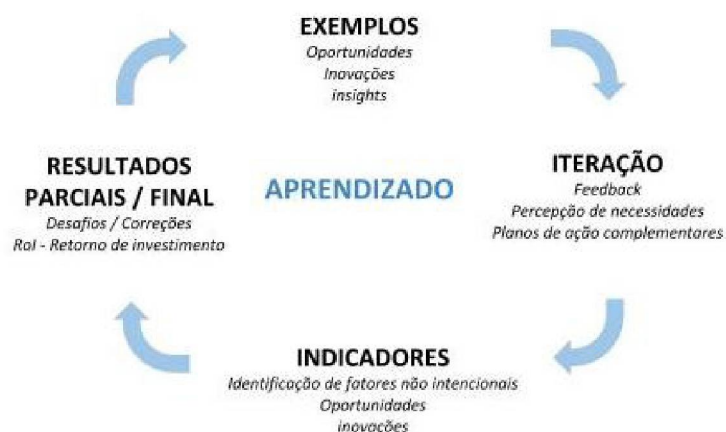 EXEMPLOS
Oportunidades
Inovações
insights
RESULTADOS
PARCIAIS / FINAL
Desafios / Correções
RoI - Retorno de investimento
APRENDIZADO
ITERAÇÃO
Feedback
Percepção de necessidades
Planos de ação complementares
INDICADORES
Identificação de fatores não intencionais
Oportunidades
inovações